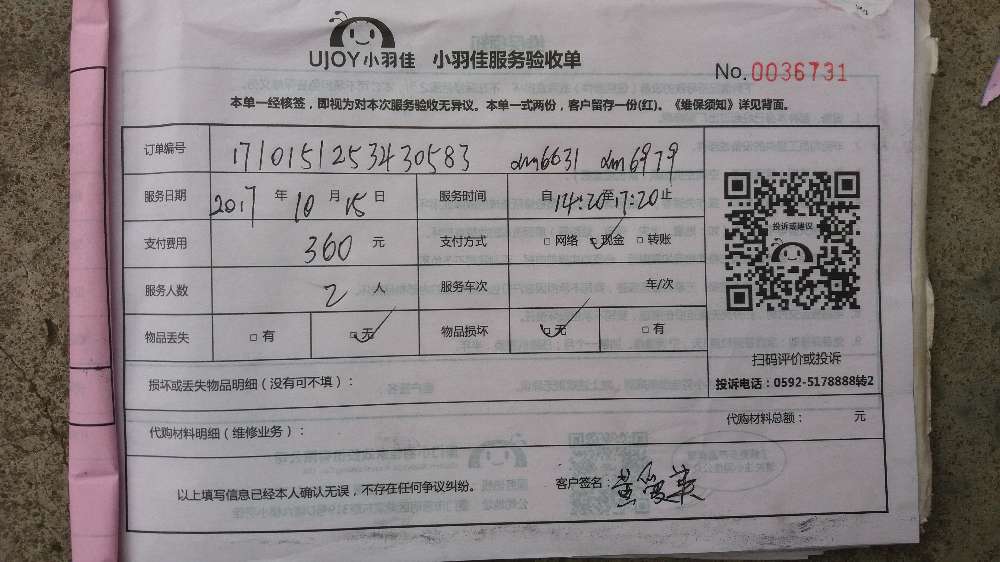 UJOY小羽佳 小羽佳服务验收单
No. 0036731
本单一经核签，即视为对本次服务验收无异议。本单一式两份，客户留存一份(红)。《维保须知》详见背面。
订单编号 171015125343058​3 dm6631 dm6979
服务日期 2017 年 10 月 15 日 服务时间 自 14:20 至 17:20 止
支付费用 360 元 支付方式 □ 网络 □ 现金 □ 转账
服务人数 2 人 服务车次 车/次
物品丢失 □ 有 □ 无 物品损坏 □ 无 □ 有
投诉或建议
扫码评价或投诉
投诉电话：0592-5178888转2
损坏或丢失物品明细（没有可不填）：
代购材料明细（维修业务）：
代购材料总额： 元
以上填写信息已经本人确认无误，不存在任何争议纠纷。 客户签名：